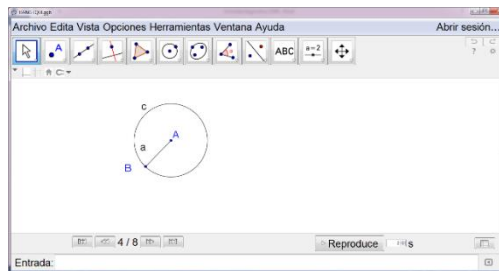 Archivo Edita Vista Opciones Herramientas Ventana Ayuda
Abrir sesión...
A
ABC
a=2
c
A
a
B
4 / 8
Reproduce
s
Entrada: